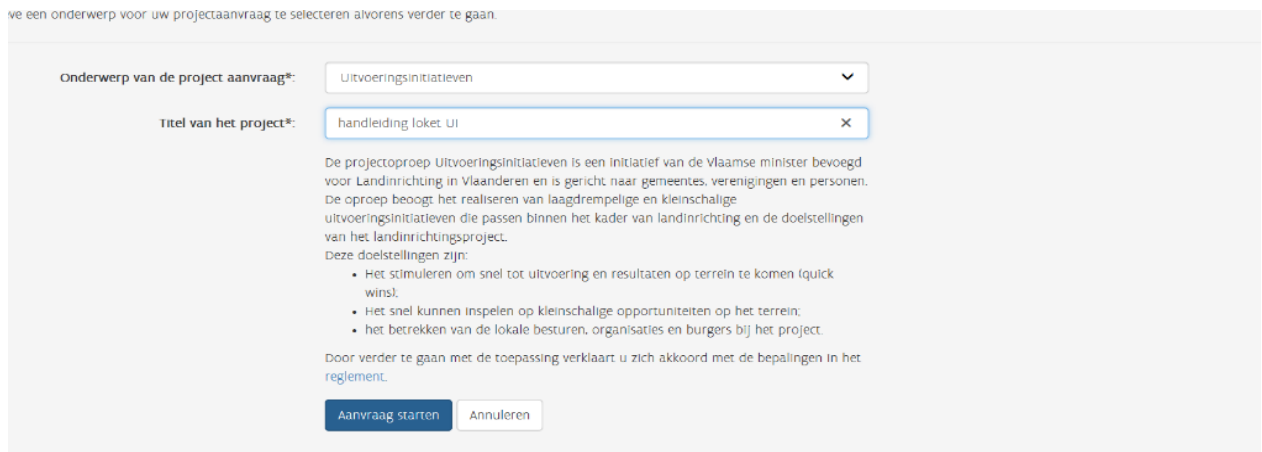 eve een onderwerp voor uw projectaanvraag te selecteren alvorens verder te gaan.
Onderwerp van de project aanvraag*: Uitvoeringsinitiatieven
Titel van het project*: handleiding loket UI
De projectoproep Uitvoeringsinitiatieven is een initiatief van de Vlaamse minister bevoegd
voor Landinrichting in Vlaanderen en is gericht naar gemeentes, verenigingen en personen.
De oproep beoogt het realiseren van laagdrempelige en kleinschalige
uitvoeringsinitiatieven die passen binnen het kader van landinrichting en de doelstellingen
van het landinrichtingsproject.
Deze doelstellingen zijn:
• Het stimuleren om snel tot uitvoering en resultaten op terrein te komen (quick
wins);
• Het snel kunnen inspelen op kleinschalige opportuniteiten op het terrein;
• het betrekken van de lokale besturen, organisaties en burgers bij het project.
Door verder te gaan met de toepassing verklaart u zich akkoord met de bepalingen in het
reglement.
Aanvraag starten Annuleren